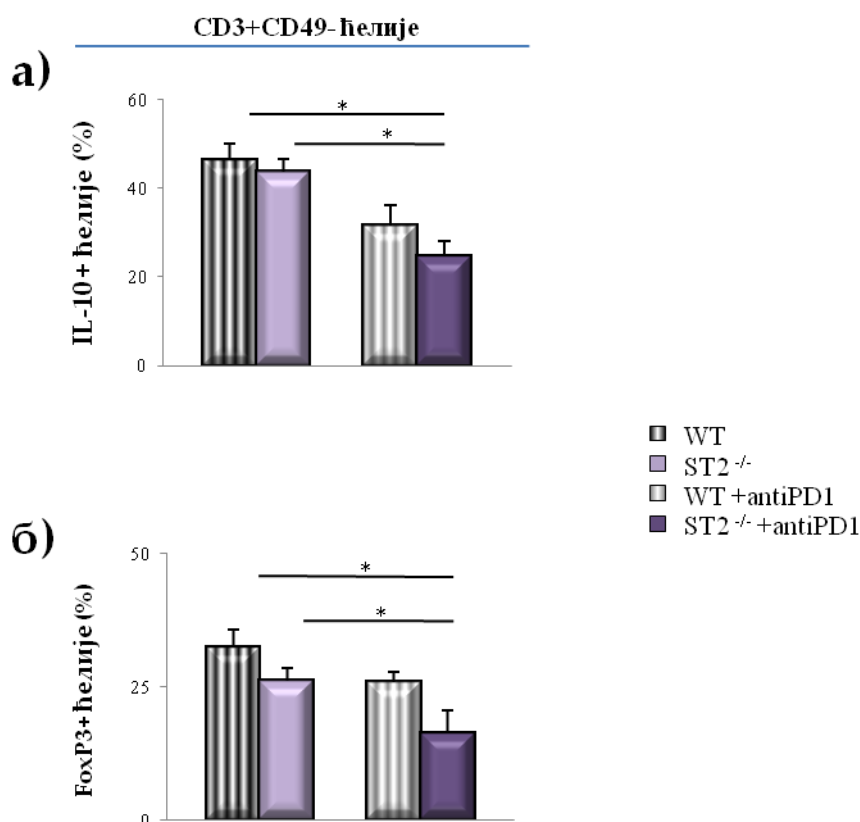 CD3+CD49- ћелије
а)
IL-10+ ћелије (%)
60
40
20
0
*
*
б)
FoxP3+ћелије (%)
50
25
0
*
*
WT
ST2 -/-
WT +antiPD1
ST2 -/- +antiPD1